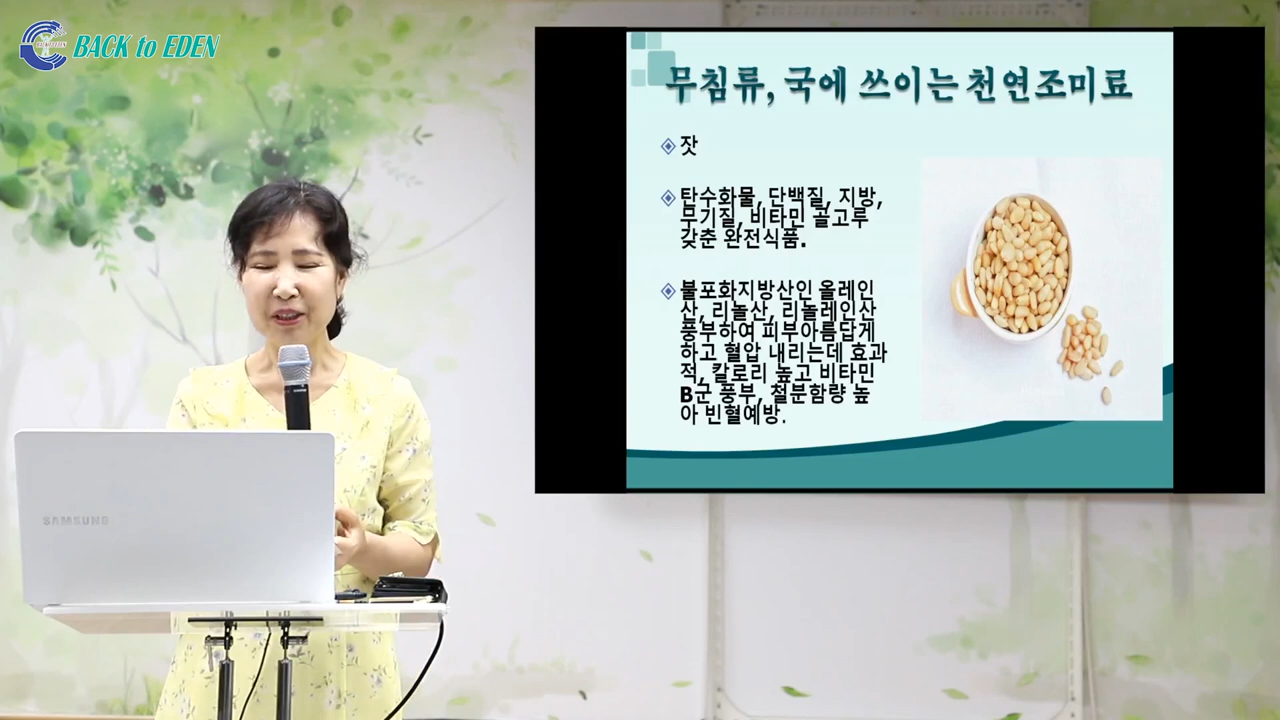 BACK to EDEN
무침류, 국에 쓰이는 천연조미료
잣
탄수화물, 단백질, 지방,
무기질, 비타민 골고루
갖춘 완전식품.
불포화지방산인 올레인
산, 리놀산, 리놀레인산
풍부하여 피부아름답게
하고 혈압 내리는데 효과
적, 칼로리 높고 비타민
B군 풍부, 철분함량 높
아 빈혈예방.
SAMSUNG